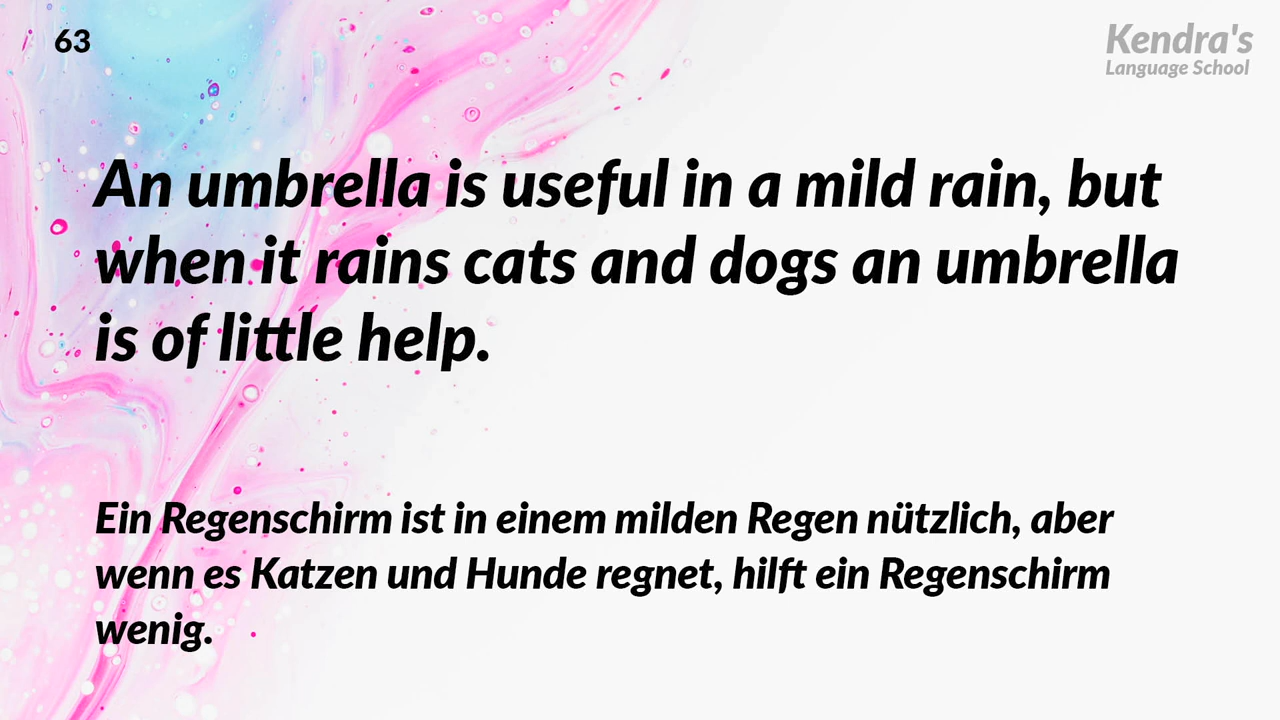 63
Kendra's
Language School
An umbrella is useful in a mild rain, but
when it rains cats and dogs an umbrella
is of little help.
Ein Regenschirm ist in einem milden Regen nützlich, aber
wenn es Katzen und Hunde regnet, hilft ein Regenschirm
wenig.